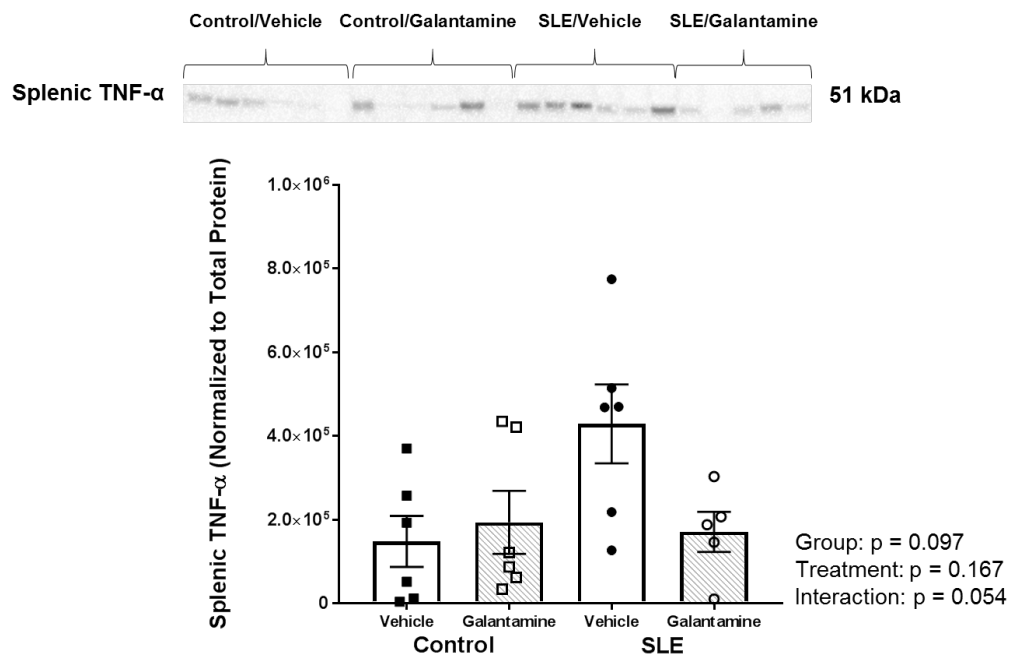 Control/Vehicle Control/Galantamine SLE/Vehicle SLE/Galantamine
Splenic TNF-α 51 kDa
Splenic TNF-α (Normalized to Total Protein)
1.0×10⁶
8.0×10⁵
6.0×10⁵
4.0×10⁵
2.0×10⁵
0
Vehicle Galantamine Vehicle Galantamine
Control SLE
Group: p = 0.097
Treatment: p = 0.167
Interaction: p = 0.054